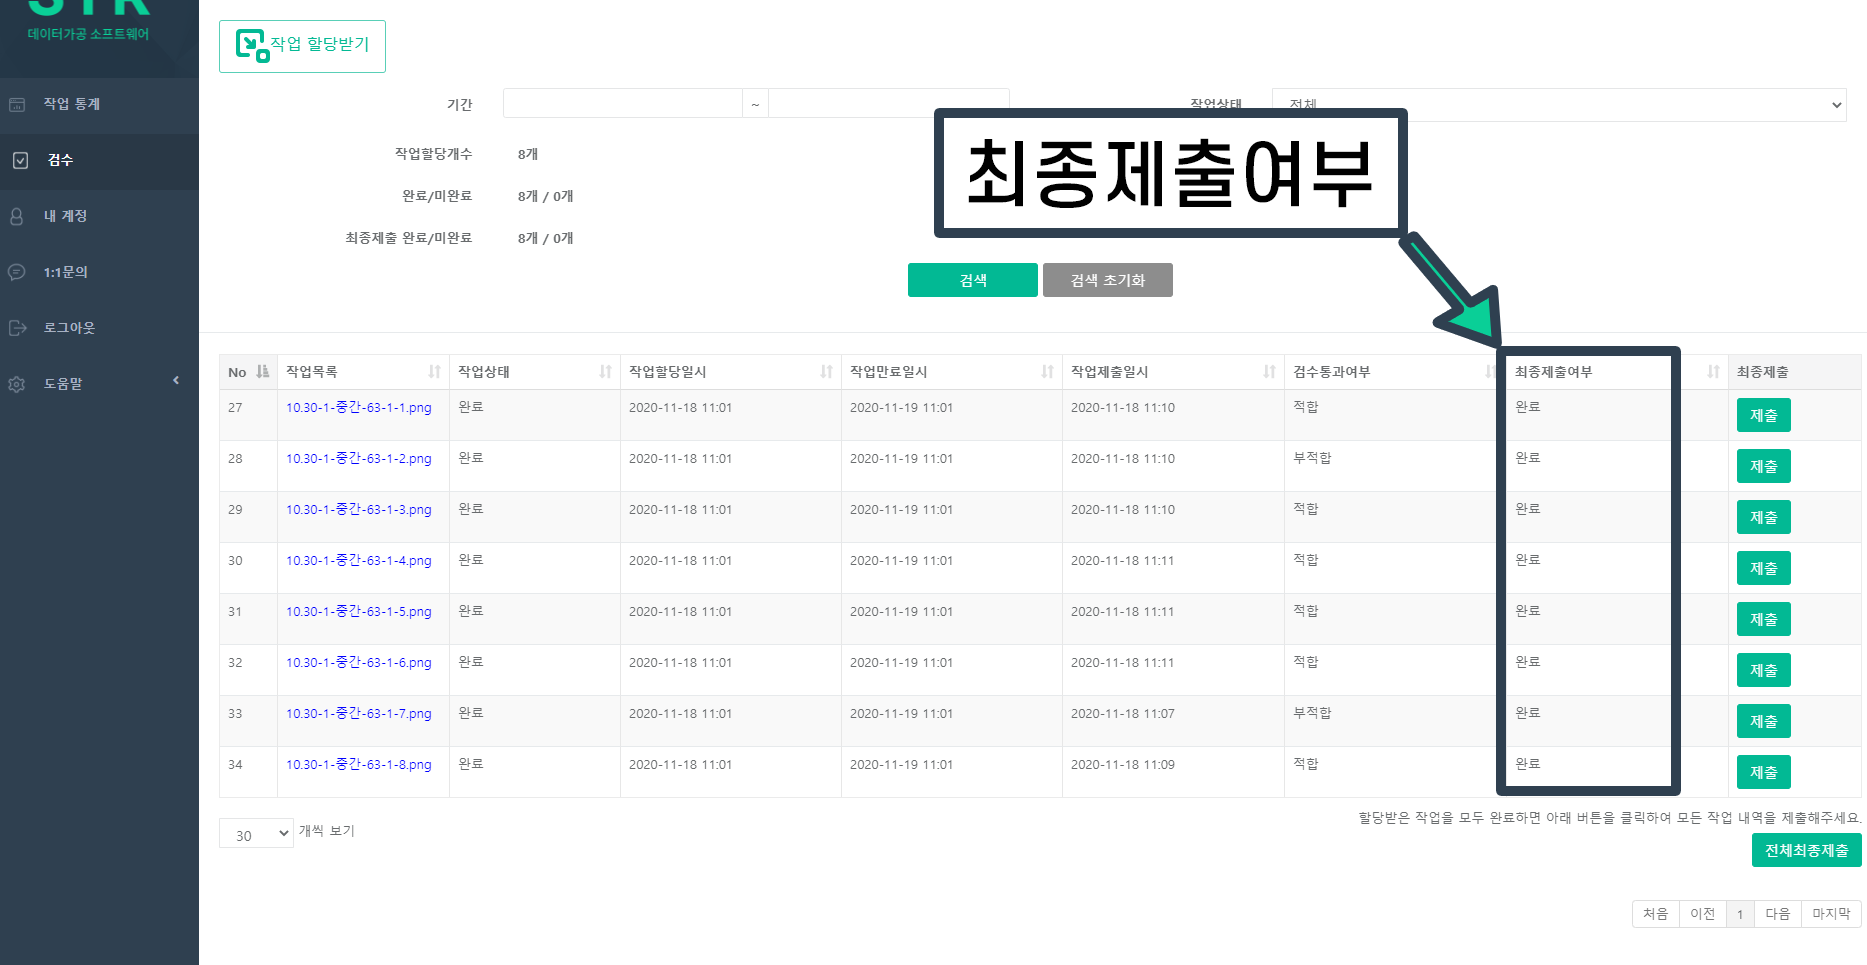 데이터가공 소프트웨어
작업 통계
검수
내 계정
1:1문의
로그아웃
도움말
작업 할당받기
기간 ~ 작업상태 전체
작업할당개수 8개
완료/미완료 8개 / 0개
최종제출 완료/미완료 8개 / 0개
최종제출여부
검색 검색 초기화
No 작업목록 작업상태 작업할당일시 작업만료일시 작업제출일시 검수통과여부 최종제출여부 최종제출
27 10.30-1-중간-63-1-1.png 완료 2020-11-18 11:01 2020-11-19 11:01 2020-11-18 11:10 적합 완료 제출
28 10.30-1-중간-63-1-2.png 완료 2020-11-18 11:01 2020-11-19 11:01 2020-11-18 11:10 부적합 완료 제출
29 10.30-1-중간-63-1-3.png 완료 2020-11-18 11:01 2020-11-19 11:01 2020-11-18 11:10 적합 완료 제출
30 10.30-1-중간-63-1-4.png 완료 2020-11-18 11:01 2020-11-19 11:01 2020-11-18 11:11 적합 완료 제출
31 10.30-1-중간-63-1-5.png 완료 2020-11-18 11:01 2020-11-19 11:01 2020-11-18 11:11 적합 완료 제출
32 10.30-1-중간-63-1-6.png 완료 2020-11-18 11:01 2020-11-19 11:01 2020-11-18 11:11 적합 완료 제출
33 10.30-1-중간-63-1-7.png 완료 2020-11-18 11:01 2020-11-19 11:01 2020-11-18 11:07 부적합 완료 제출
34 10.30-1-중간-63-1-8.png 완료 2020-11-18 11:01 2020-11-19 11:01 2020-11-18 11:09 적합 완료 제출
30 개씩 보기
할당받은 작업을 모두 완료하면 아래 버튼을 클릭하여 모든 작업 내역을 제출해주세요.
전체최종제출
처음 이전 1 다음 마지막